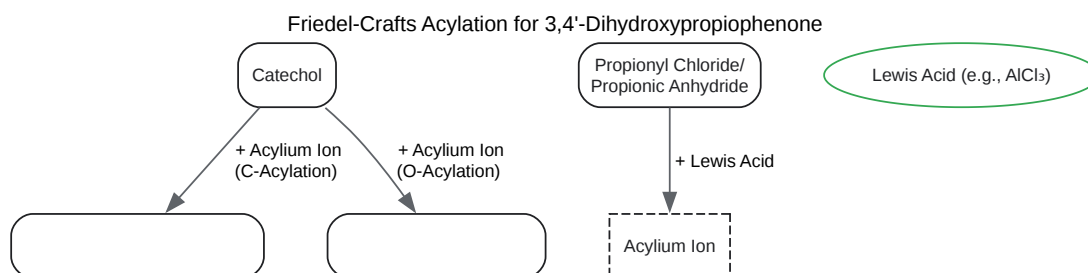 Friedel-Crafts Acylation for 3,4'-Dihydroxypropiophenone
Catechol
Propionyl Chloride/
Propionic Anhydride
Lewis Acid (e.g., AlCl₃)
+ Acylium Ion
(C-Acylation)
+ Acylium Ion
(O-Acylation)
+ Lewis Acid
Acylium Ion